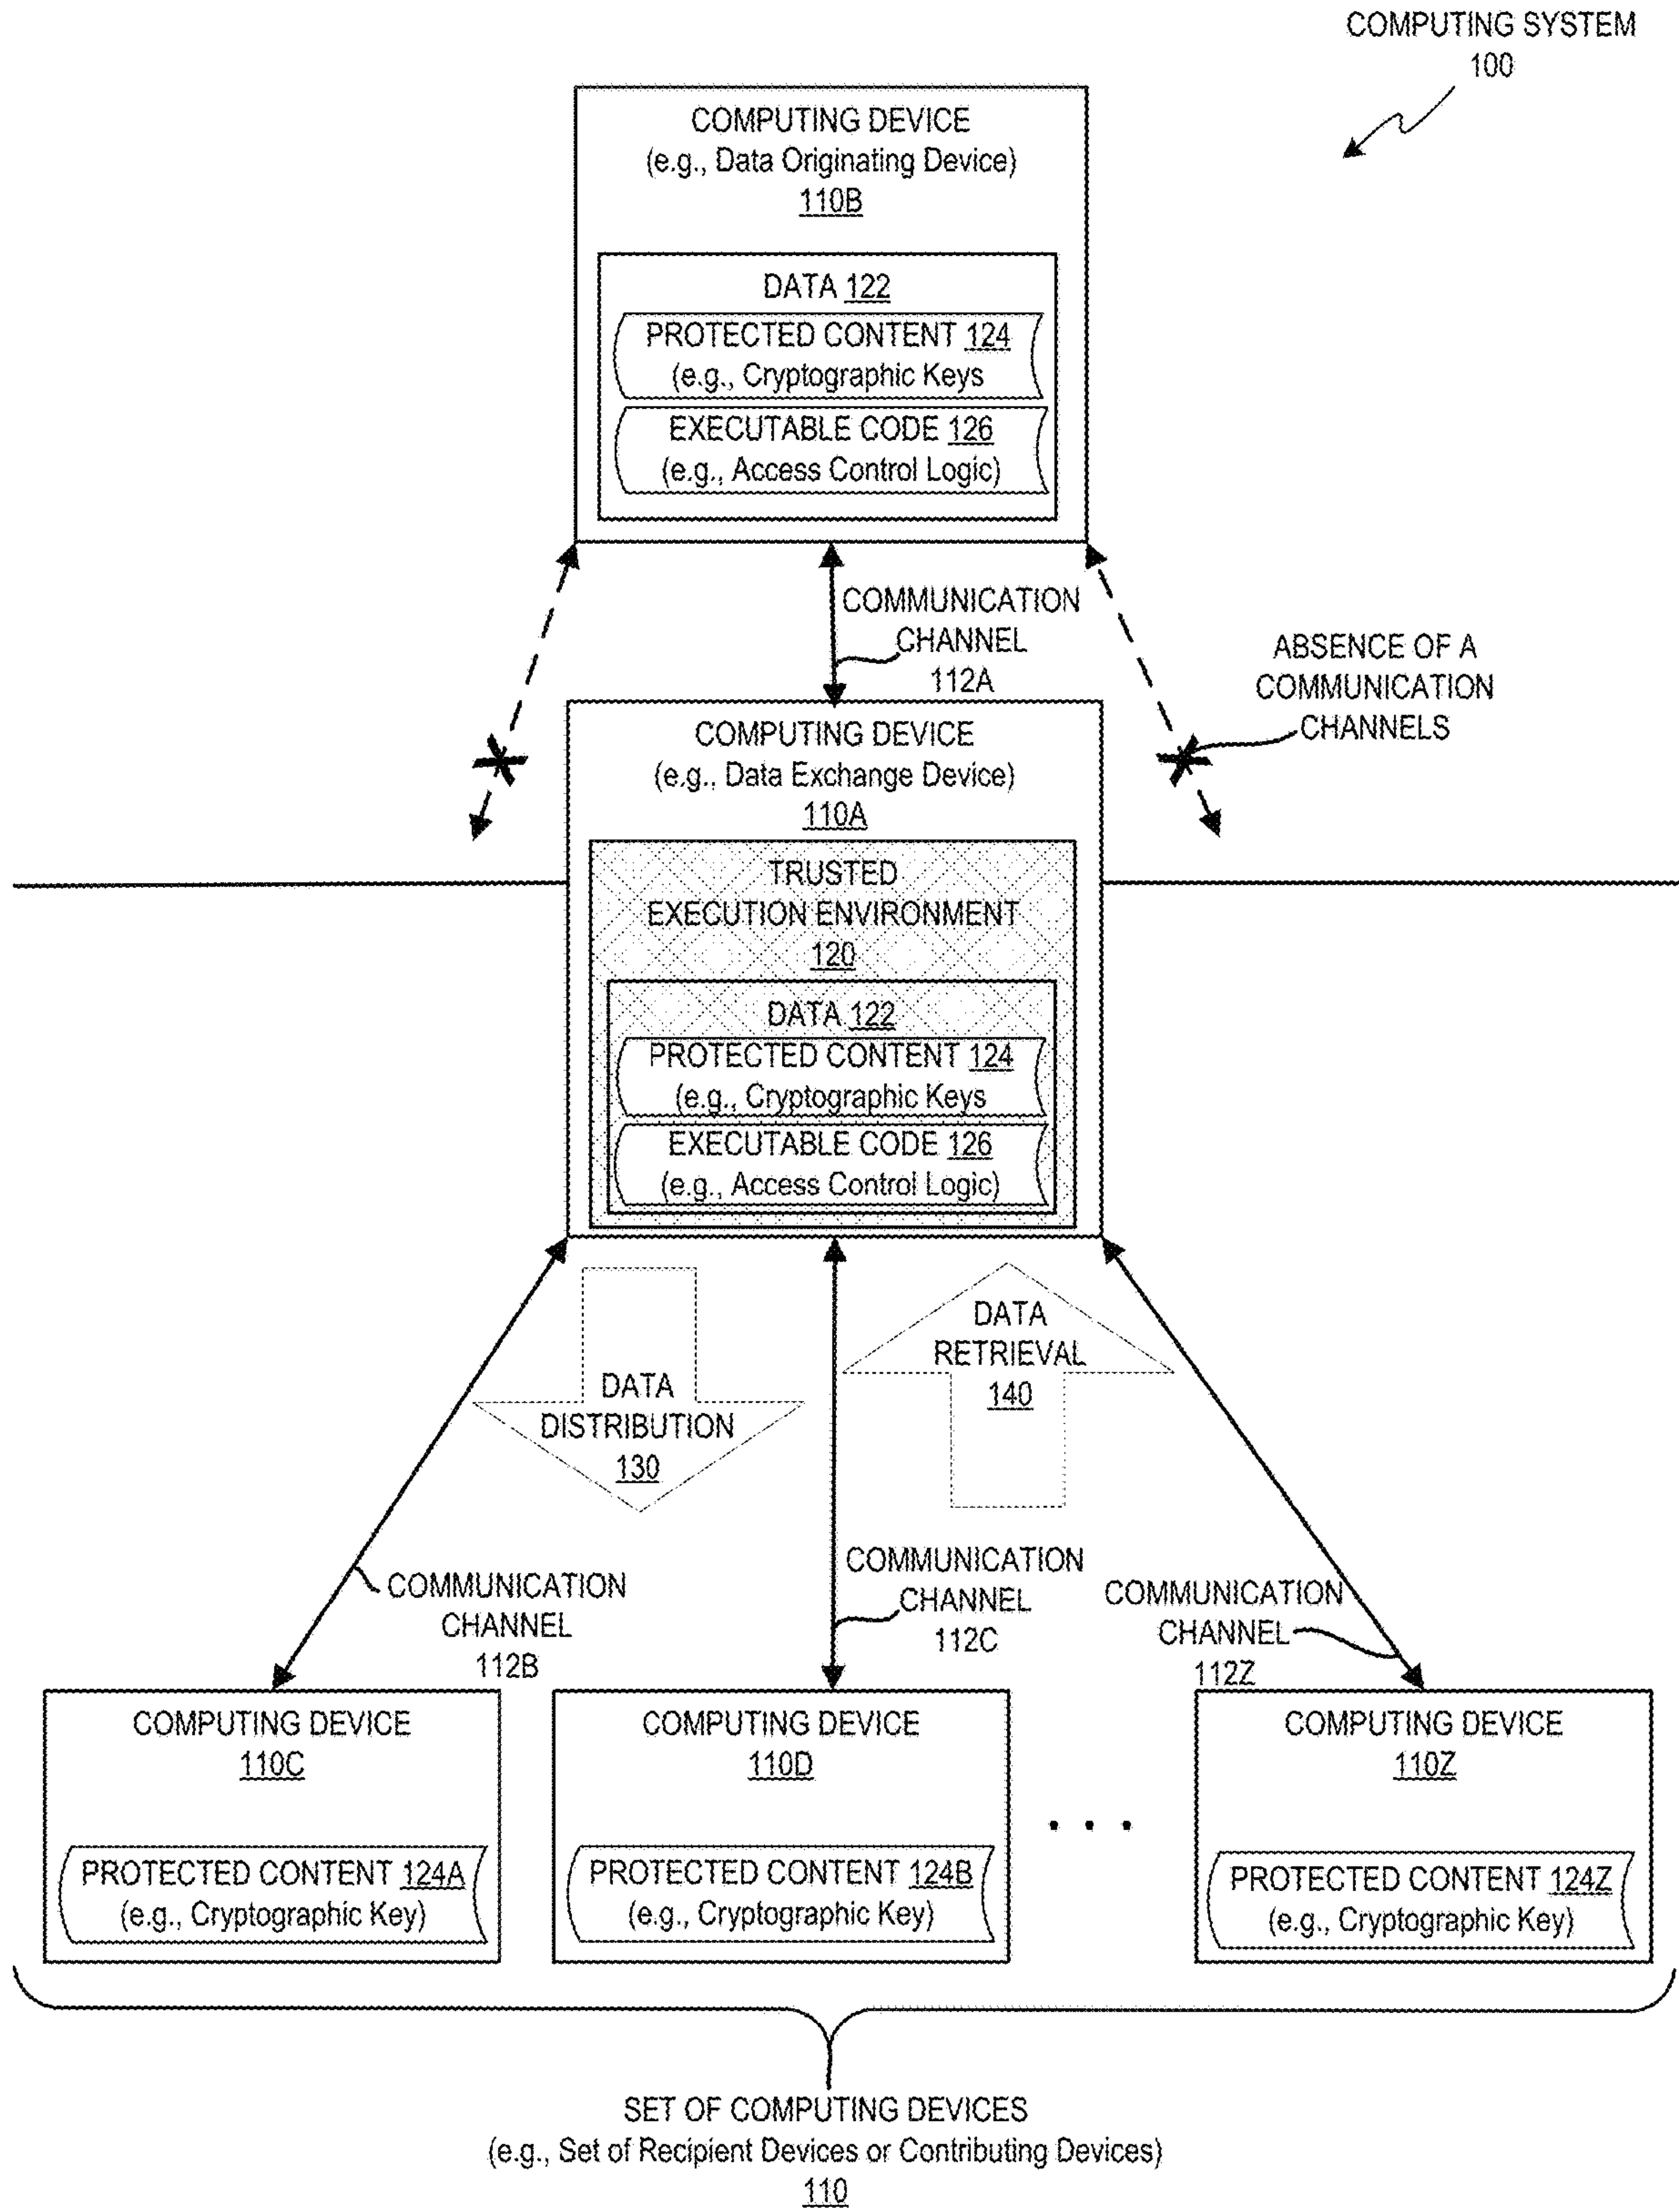 COMPUTING SYSTEM
100
COMPUTING DEVICE
(e.g., Data Originating Device)
110B
DATA 122
PROTECTED CONTENT 124
(e.g., Cryptographic Keys
EXECUTABLE CODE 126
(e.g., Access Control Logic)
COMMUNICATION
CHANNEL
112A
ABSENCE OF A
COMMUNICATION
CHANNELS
COMPUTING DEVICE
(e.g., Data Exchange Device)
110A
TRUSTED
EXECUTION ENVIRONMENT
120
DATA 122
PROTECTED CONTENT 124
(e.g., Cryptographic Keys
EXECUTABLE CODE 126
(e.g., Access Control Logic)
DATA
DISTRIBUTION
130
DATA
RETRIEVAL
140
COMMUNICATION
CHANNEL
112B
COMMUNICATION
CHANNEL
112C
COMMUNICATION
CHANNEL
112Z
COMPUTING DEVICE
110C
PROTECTED CONTENT 124A
(e.g., Cryptographic Key)
COMPUTING DEVICE
110D
PROTECTED CONTENT 124B
(e.g., Cryptographic Key)
. . .
COMPUTING DEVICE
110Z
PROTECTED CONTENT 124Z
(e.g., Cryptographic Key)
SET OF COMPUTING DEVICES
(e.g., Set of Recipient Devices or Contributing Devices)
110